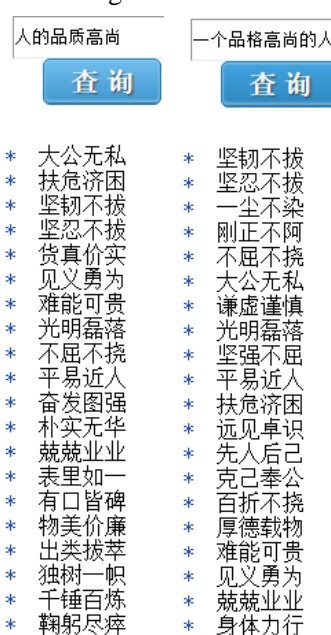 人的品质高尚
查询
* 大公无私
* 扶危济困
* 坚韧不拔
* 坚忍不拔
* 货真价实
* 见义勇为
* 难能可贵
* 光明磊落
* 不屈不挠
* 平易近人
* 奋发图强
* 朴实无华
* 兢兢业业
* 表里如一
* 有口皆碑
* 物美价廉
* 出类拔萃
* 独树一帜
* 千锤百炼
* 鞠躬尽瘁
一个品格高尚的人
查询
* 坚韧不拔
* 坚忍不拔
* 一尘不染
* 刚正不阿
* 不屈不挠
* 大公无私
* 谦虚谨慎
* 光明磊落
* 坚强不屈
* 平易近人
* 扶危济困
* 远见卓识
* 先人后己
* 克己奉公
* 百折不挠
* 厚德载物
* 难能可贵
* 见义勇为
* 兢兢业业
* 身体力行